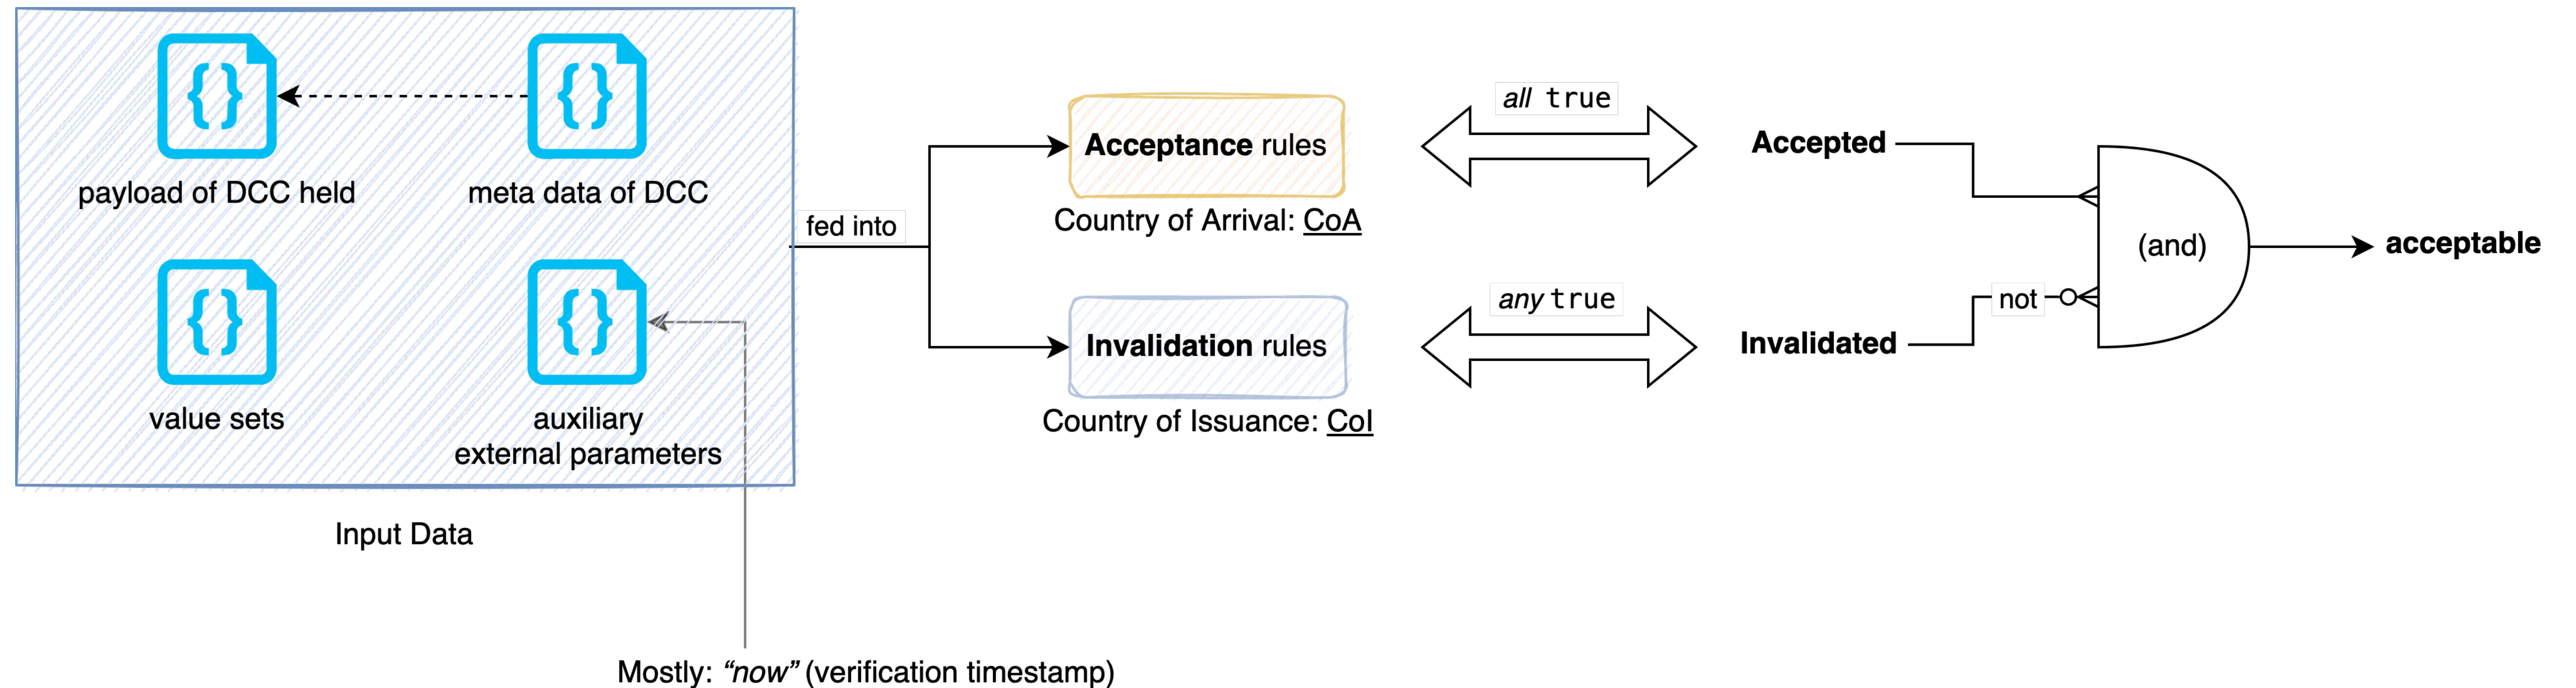 payload of DCC held
meta data of DCC
value sets
auxiliary
external parameters
Input Data
Mostly: “now” (verification timestamp)
fed into
Acceptance rules
Country of Arrival: CoA
Invalidation rules
Country of Issuance: CoI
all true
any true
Accepted
Invalidated
not
(and)
acceptable